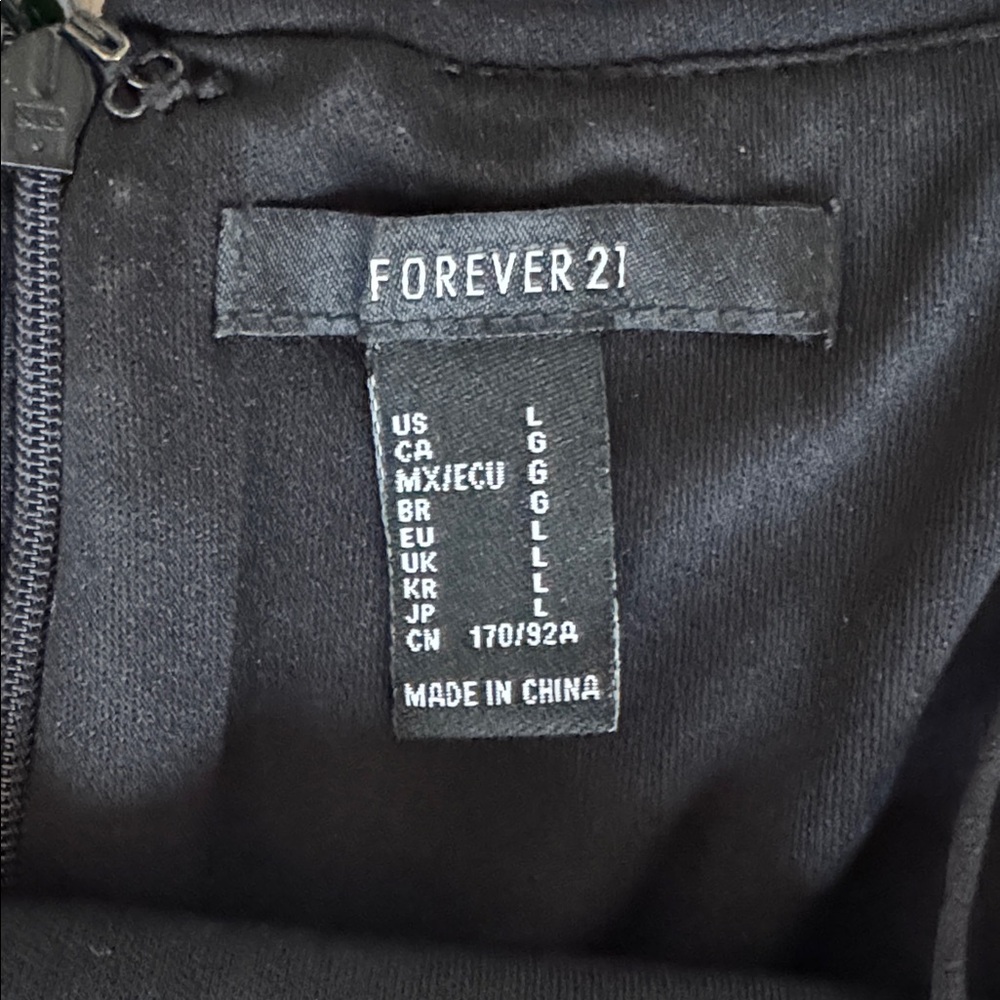 FOREVER 21
US L
CA G
MX/ECU G
BR G
EU L
UK L
KR L
JP L
CN 170/92A
MADE IN CHINA